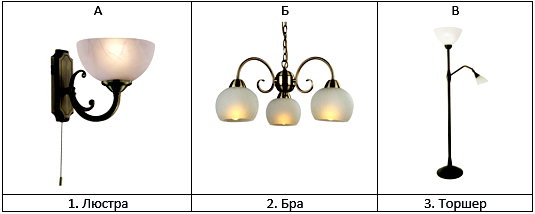 А Б В
1. Люстра 2. Бра 3. Торшер